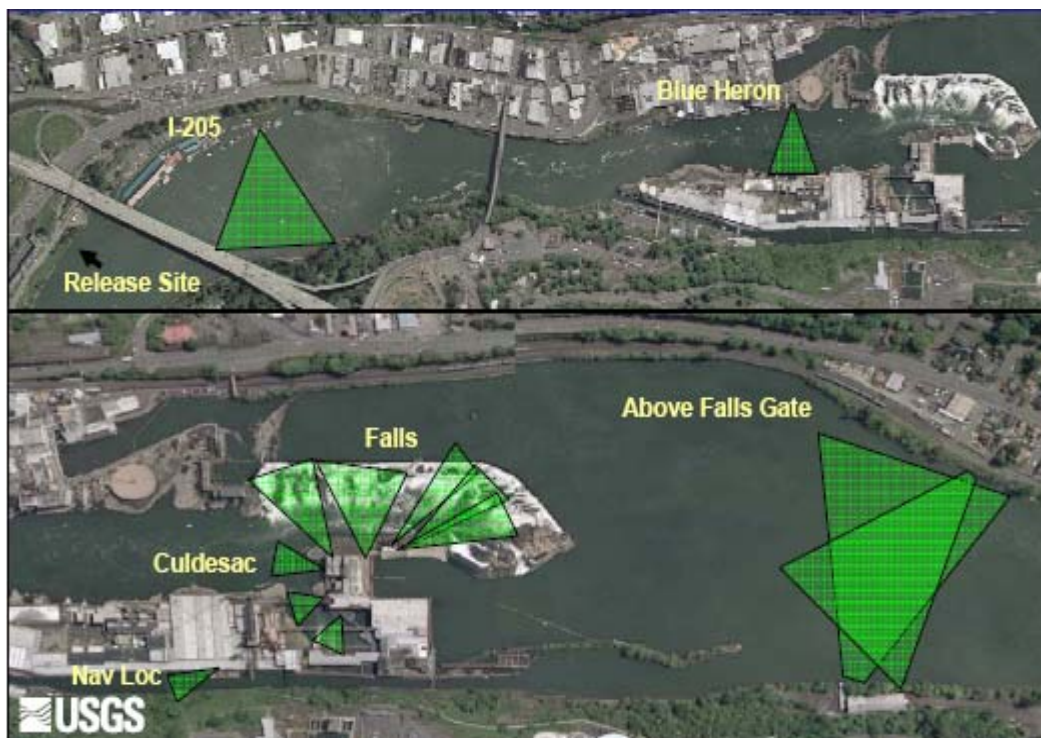 Blue Heron
I-205
Release Site
Above Falls Gate
Falls
Culdesac
Nav Loc
USGS